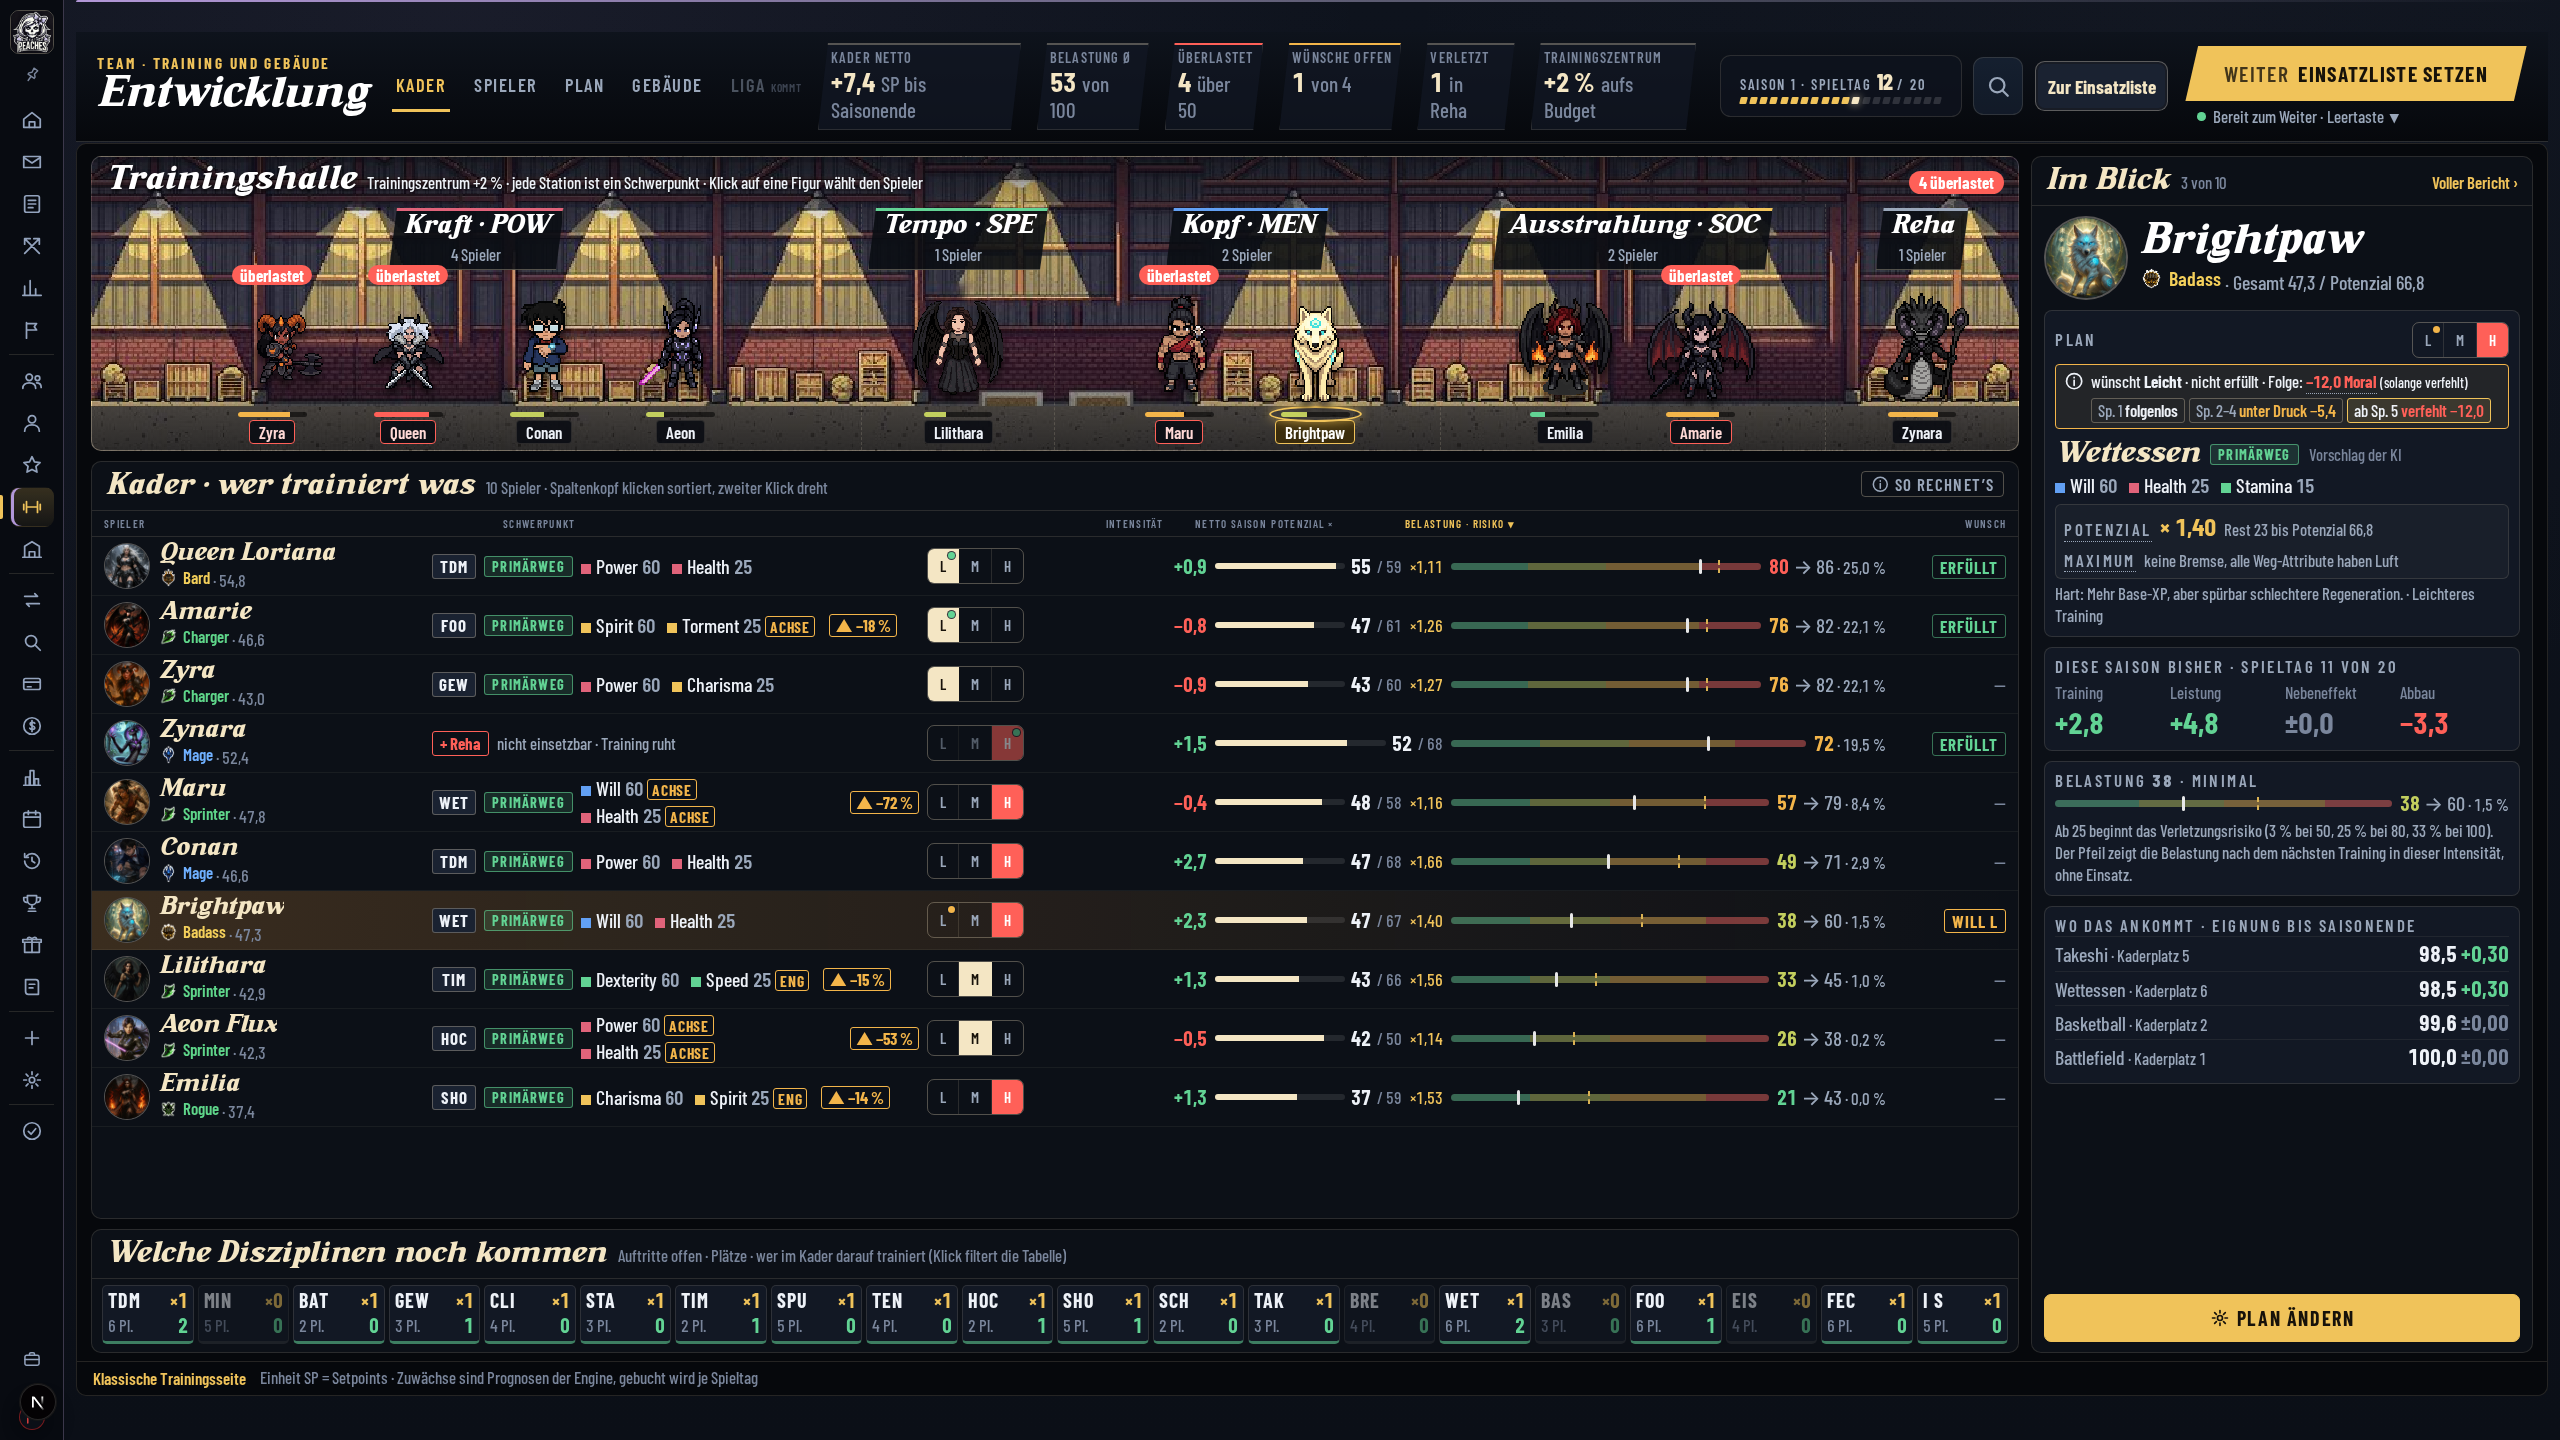 TEAM · TRAINING UND GEBÄUDE
Entwicklung
KADER SPIELER PLAN GEBÄUDE LIGA KOMMT
KADER NETTO
+7,4 SP bis Saisonende
BELASTUNG Ø
53 von 100
ÜBERLASTET
4 über 50
WÜNSCHE OFFEN
1 von 4
VERLETZT
1 in Reha
TRAININGSZENTRUM
+2 % aufs Budget
SAISON 1 · SPIELTAG 12 / 20
Zur Einsatzliste
WEITER EINSATZLISTE SETZEN
Bereit zum Weiter · Leertaste ▼
Trainingshalle Trainingszentrum +2 % · jede Station ist ein Schwerpunkt · Klick auf eine Figur wählt den Spieler
4 überlastet
Kraft · POW
4 Spieler
Tempo · SPE
1 Spieler
Kopf · MEN
2 Spieler
Ausstrahlung · SOC
2 Spieler
Reha
1 Spieler
überlastet überlastet überlastet überlastet
Zyra Queen Conan Aeon Lilithara Maru Brightpaw Emilia Amarie Zynara
Kader · wer trainiert was 10 Spieler · Spaltenkopf klicken sortiert, zweiter Klick dreht
SO RECHNET'S
SPIELER SCHWERPUNKT INTENSITÄT NETTO SAISON POTENZIAL × BELASTUNG · RISIKO ▼ WUNSCH
Queen Loriana
Bard · 54,8
TDM PRIMÄRWEG Power 60 Health 25 L M H +0,9 55 / 59 ×1,11 80 → 86 · 25,0 % ERFÜLLT
Amarie
Charger · 46,6
FOO PRIMÄRWEG Spirit 60 Torment 25 ACHSE ▲ −18 % L M H −0,8 47 / 61 ×1,26 76 → 82 · 22,1 % ERFÜLLT
Zyra
Charger · 43,0
GEW PRIMÄRWEG Power 60 Charisma 25 L M H −0,9 43 / 60 ×1,27 76 → 82 · 22,1 % –
Zynara
Mage · 52,4
+ Reha nicht einsetzbar · Training ruht L M H +1,5 52 / 68 72 · 19,5 % ERFÜLLT
Maru
Sprinter · 47,8
WET PRIMÄRWEG Will 60 ACHSE
Health 25 ACHSE
▲ −72 % L M H −0,4 48 / 58 ×1,16 57 → 79 · 8,4 % –
Conan
Mage · 46,6
TDM PRIMÄRWEG Power 60 Health 25 L M H +2,7 47 / 68 ×1,66 49 → 71 · 2,9 % –
Brightpaw
Badass · 47,3
WET PRIMÄRWEG Will 60 Health 25 L M H +2,3 47 / 67 ×1,40 38 → 60 · 1,5 % WILL L
Lilithara
Sprinter · 42,9
TIM PRIMÄRWEG Dexterity 60 Speed 25 ENG ▲ −15 % L M H +1,3 43 / 66 ×1,56 33 → 45 · 1,0 % –
Aeon Flux
Sprinter · 42,3
HOC PRIMÄRWEG Power 60 ACHSE
Health 25 ACHSE
▲ −53 % L M H −0,5 42 / 50 ×1,14 26 → 38 · 0,2 % –
Emilia
Rogue · 37,4
SHO PRIMÄRWEG Charisma 60 Spirit 25 ENG ▲ −14 % L M H +1,3 37 / 59 ×1,53 21 → 43 · 0,0 % –
Welche Disziplinen noch kommen Auftritte offen · Plätze · wer im Kader darauf trainiert (Klick filtert die Tabelle)
TDM ×1 MIN ×0 BAT ×1 GEW ×1 CLI ×1 STA ×1 TIM ×1 SPU ×1 TEN ×1 HOC ×1 SHO ×1 SCH ×1 TAK ×1 BRE ×0 WET ×1 BAS ×0 FOO ×1 EIS ×0 FEC ×1 I S ×1
6 Pl. 2 5 Pl. 0 2 Pl. 0 3 Pl. 1 4 Pl. 0 3 Pl. 0 2 Pl. 1 5 Pl. 0 4 Pl. 0 2 Pl. 1 5 Pl. 1 2 Pl. 0 3 Pl. 0 4 Pl. 0 6 Pl. 2 3 Pl. 0 6 Pl. 1 4 Pl. 0 6 Pl. 0 5 Pl. 0
Klassische Trainingsseite Einheit SP = Setpoints · Zuwächse sind Prognosen der Engine, gebucht wird je Spieltag
Im Blick 3 von 10 Voller Bericht ›
Brightpaw
Badass · Gesamt 47,3 / Potenzial 66,8
PLAN L M H
wünscht Leicht · nicht erfüllt · Folge: −12,0 Moral (solange verfehlt)
Sp. 1 folgenlos Sp. 2–4 unter Druck −5,4 ab Sp. 5 verfehlt −12,0
Wettessen PRIMÄRWEG Vorschlag der KI
Will 60 Health 25 Stamina 15
POTENZIAL × 1,40 Rest 23 bis Potenzial 66,8
MAXIMUM keine Bremse, alle Weg-Attribute haben Luft
Hart: Mehr Base-XP, aber spürbar schlechtere Regeneration. · Leichteres
Training
DIESE SAISON BISHER · SPIELTAG 11 VON 20
Training Leistung Nebeneffekt Abbau
+2,8 +4,8 ±0,0 −3,3
BELASTUNG 38 · MINIMAL
38 → 60 · 1,5 %
Ab 25 beginnt das Verletzungsrisiko (3 % bei 50, 25 % bei 80, 33 % bei 100).
Der Pfeil zeigt die Belastung nach dem nächsten Training in dieser Intensität,
ohne Einsatz.
WO DAS ANKOMMT · EIGNUNG BIS SAISONENDE
Takeshi · Kaderplatz 5 98,5 +0,30
Wettessen · Kaderplatz 6 98,5 +0,30
Basketball · Kaderplatz 2 99,6 ±0,00
Battlefield · Kaderplatz 1 100,0 ±0,00
PLAN ÄNDERN
N